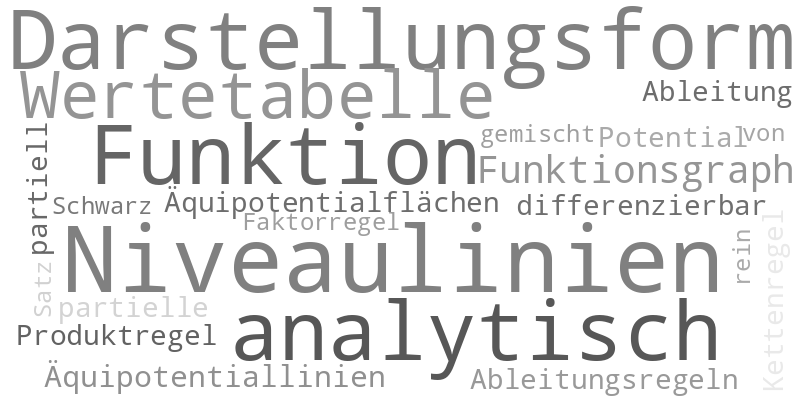 Darstellungsform
Wertetabelle
Ableitung
Funktion
gemischt
Potential
von
Funktionsgraph
partiell
Schwarz
Äquipotentialflächen
differenzierbar
Faktorregel
Niveaulinien
rein
Kettenregel
Satz
partielle
Produktregel
analytisch
Äquipotentiallinien
Ableitungsregeln